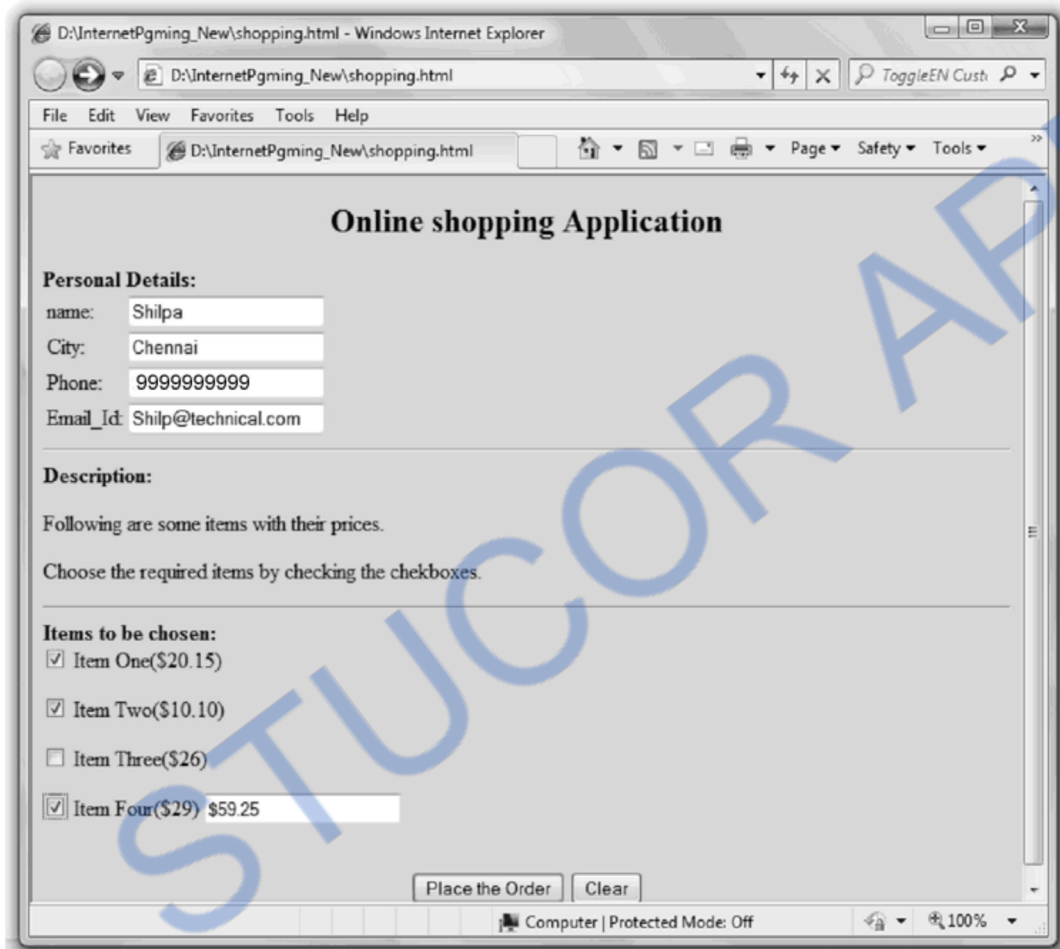 D:\InternetPgming_New\shopping.html - Windows Internet Explorer
D:\InternetPgming_New\shopping.html
ToggleEN Custı
File Edit View Favorites Tools Help
Favorites D:\InternetPgming_New\shopping.html Page Safety Tools »
Online shopping Application
Personal Details:
name: Shilpa
City: Chennai
Phone: 9999999999
Email_Id: Shilp@technical.com
Description:
Following are some items with their prices.
Choose the required items by checking the chekboxes.
Items to be chosen:
Item One($20.15)
Item Two($10.10)
Item Three($26)
Item Four($29) $59.25
Place the Order Clear
Computer | Protected Mode: Off 100%
STUCOR AP